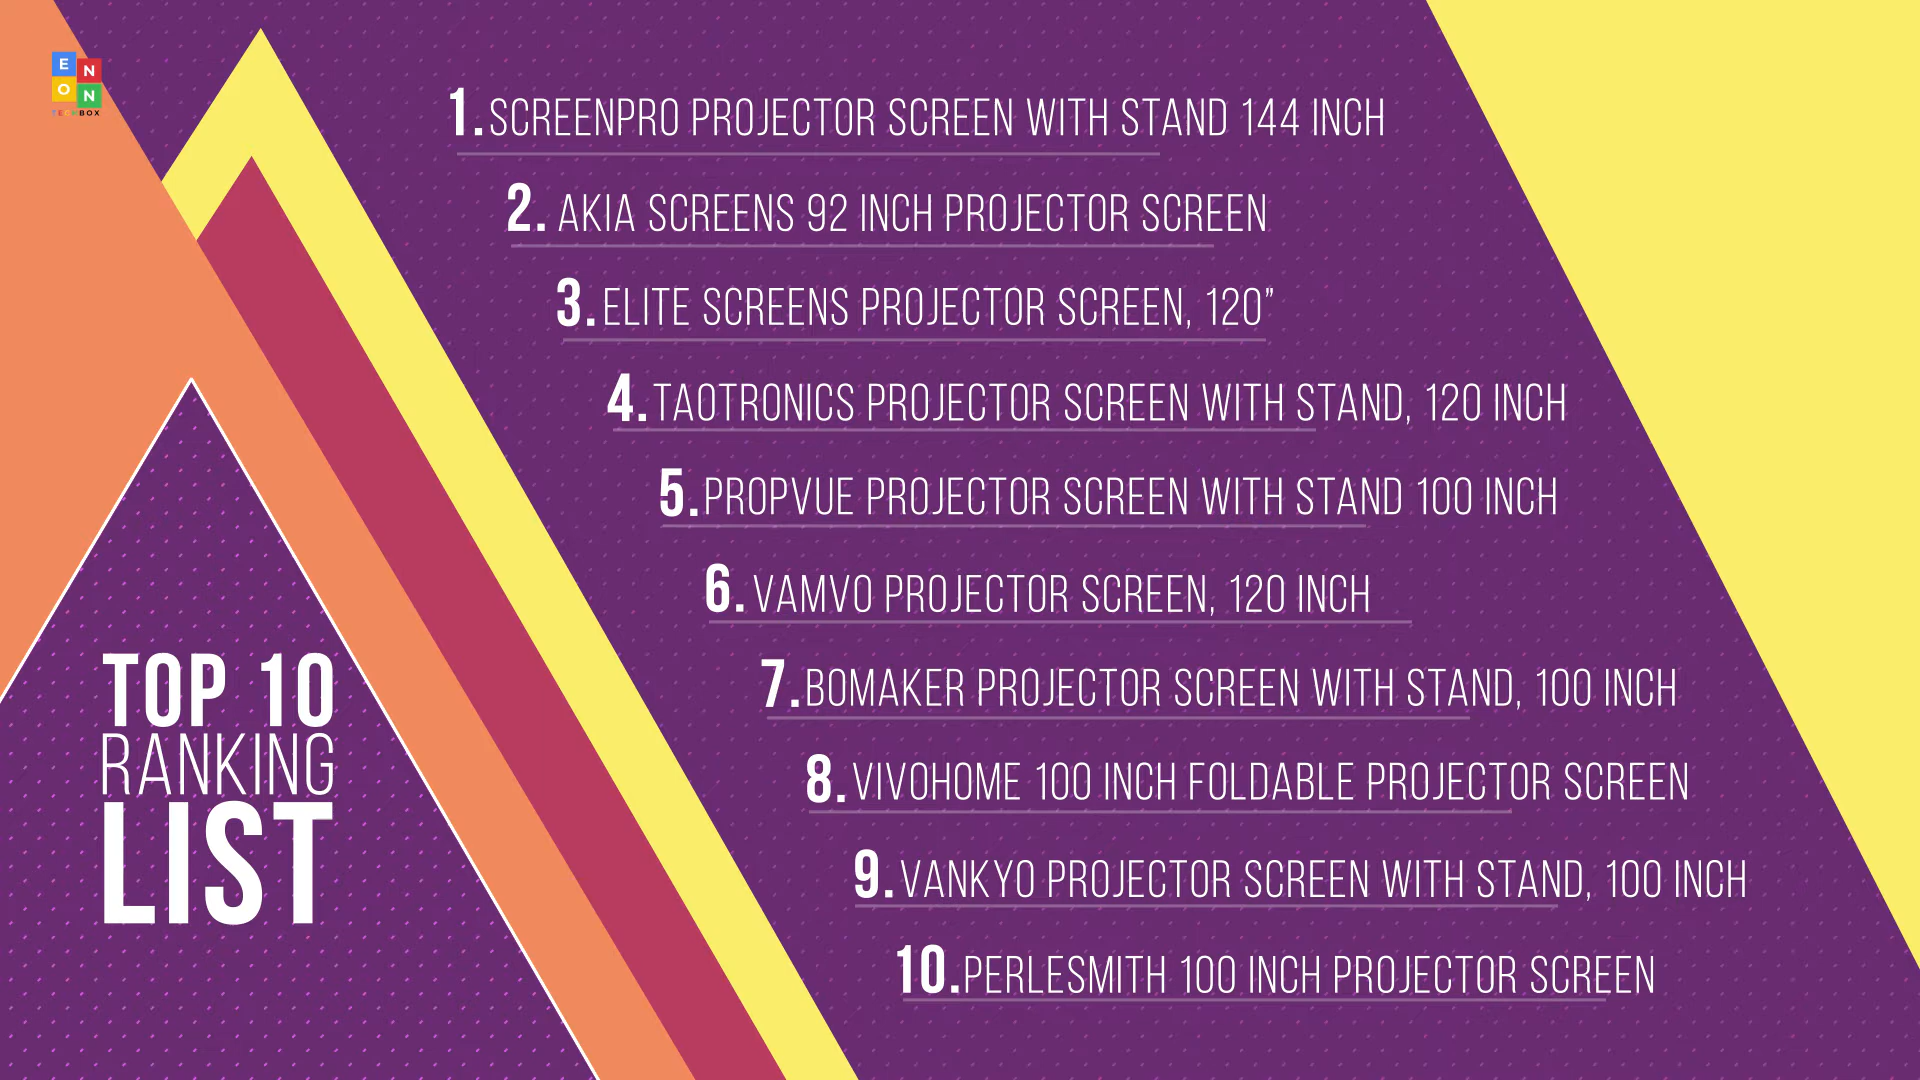 E N
O N
TECHBOX
1. SCREENPRO PROJECTOR SCREEN WITH STAND 144 INCH
2. AKIA SCREENS 92 INCH PROJECTOR SCREEN
3. ELITE SCREENS PROJECTOR SCREEN, 120”
4. TAOTRONICS PROJECTOR SCREEN WITH STAND, 120 INCH
5. PROPVUE PROJECTOR SCREEN WITH STAND 100 INCH
6. VAMVO PROJECTOR SCREEN, 120 INCH
7. BOMAKER PROJECTOR SCREEN WITH STAND, 100 INCH
8. VIVOHOME 100 INCH FOLDABLE PROJECTOR SCREEN
9. VANKYO PROJECTOR SCREEN WITH STAND, 100 INCH
10. PERLESMITH 100 INCH PROJECTOR SCREEN
TOP 10
RANKING
LIST